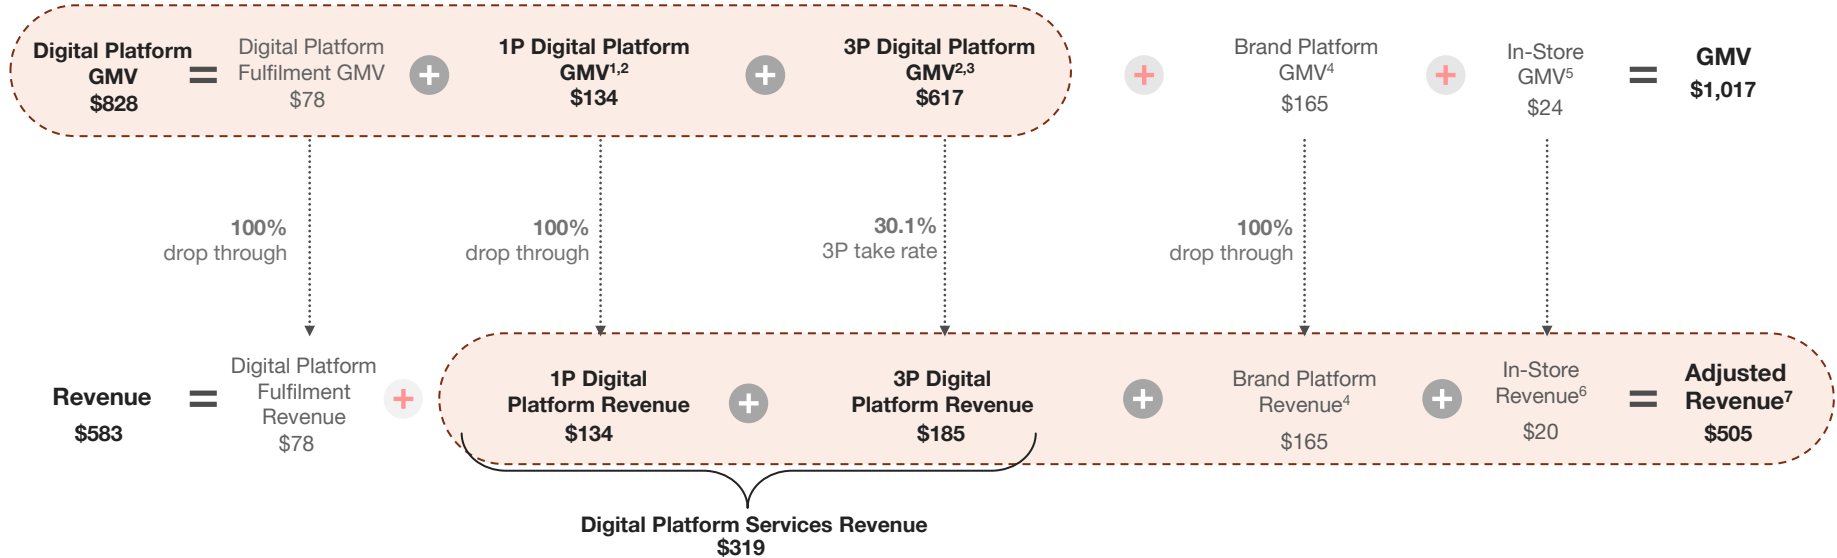 Digital Platform
GMV
$828
=
Digital Platform
Fulfilment GMV
$78
+
1P Digital Platform
GMV1,2
$134
+
3P Digital Platform
GMV2,3
$617
+
Brand Platform
GMV4
$165
+
In-Store
GMV5
$24
=
GMV
$1,017
100%
drop through
100%
drop through
30.1%
3P take rate
100%
drop through
Revenue
$583
=
Digital Platform
Fulfilment
Revenue
$78
+
1P Digital
Platform Revenue
$134
+
3P Digital
Platform Revenue
$185
+
Brand Platform
Revenue4
$165
+
In-Store
Revenue6
$20
=
Adjusted
Revenue7
$505
Digital Platform Services Revenue
$319